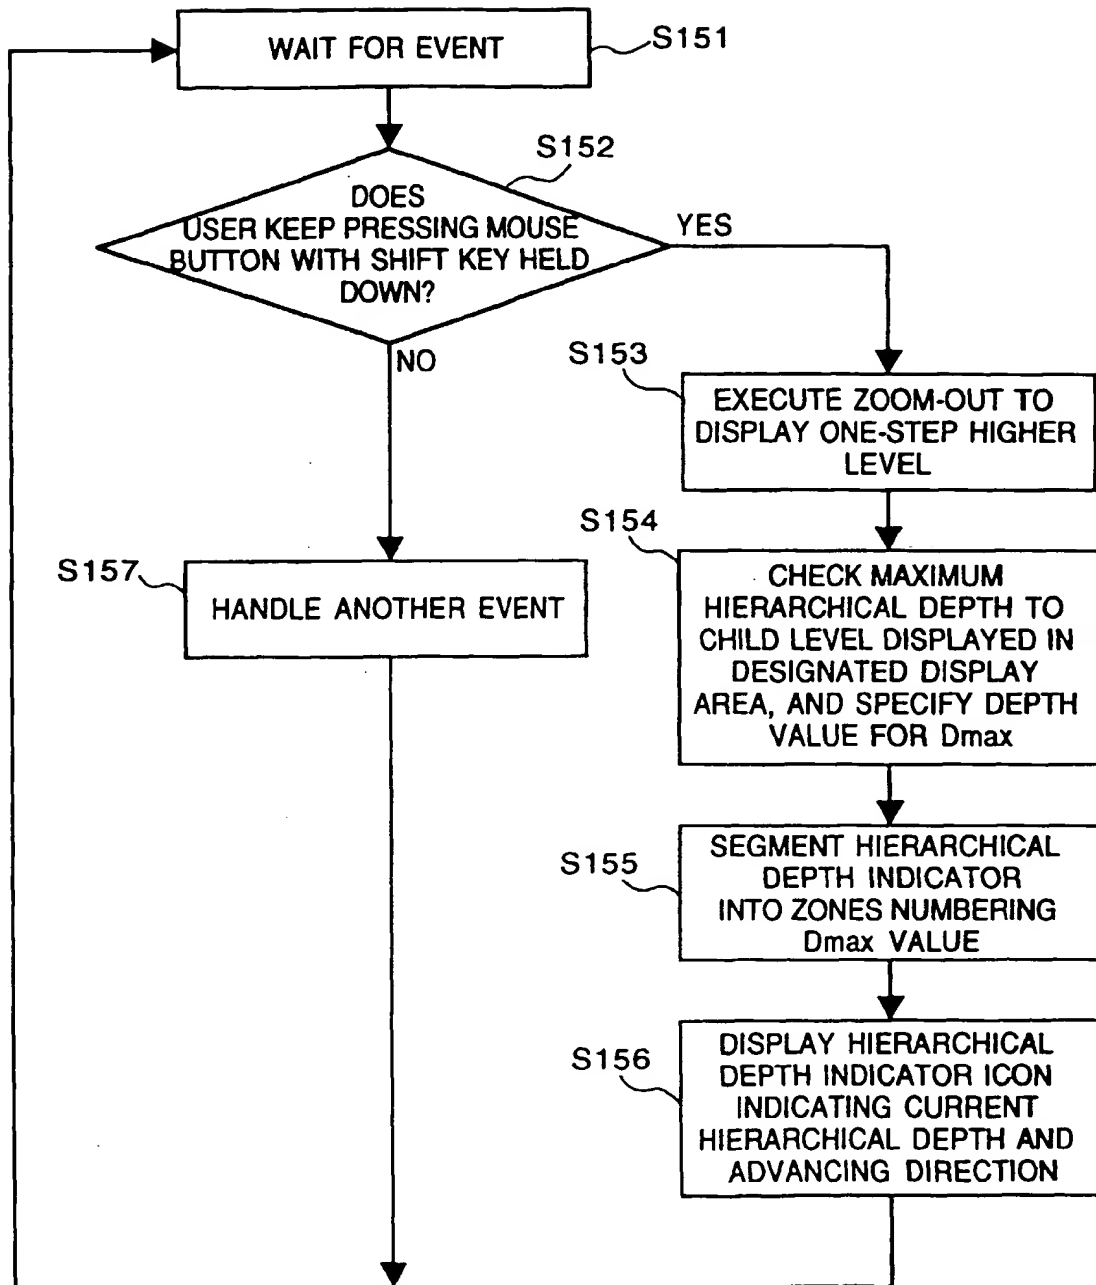 WAIT FOR EVENT
S151
S152
DOES
USER KEEP PRESSING MOUSE
BUTTON WITH SHIFT KEY HELD
DOWN?
YES
NO
S153
EXECUTE ZOOM-OUT TO
DISPLAY ONE-STEP HIGHER
LEVEL
S154
CHECK MAXIMUM
HIERARCHICAL DEPTH TO
CHILD LEVEL DISPLAYED IN
DESIGNATED DISPLAY
AREA, AND SPECIFY DEPTH
VALUE FOR Dmax
S157
HANDLE ANOTHER EVENT
S155
SEGMENT HIERARCHICAL
DEPTH INDICATOR
INTO ZONES NUMBERING
Dmax VALUE
S156
DISPLAY HIERARCHICAL
DEPTH INDICATOR ICON
INDICATING CURRENT
HIERARCHICAL DEPTH AND
ADVANCING DIRECTION